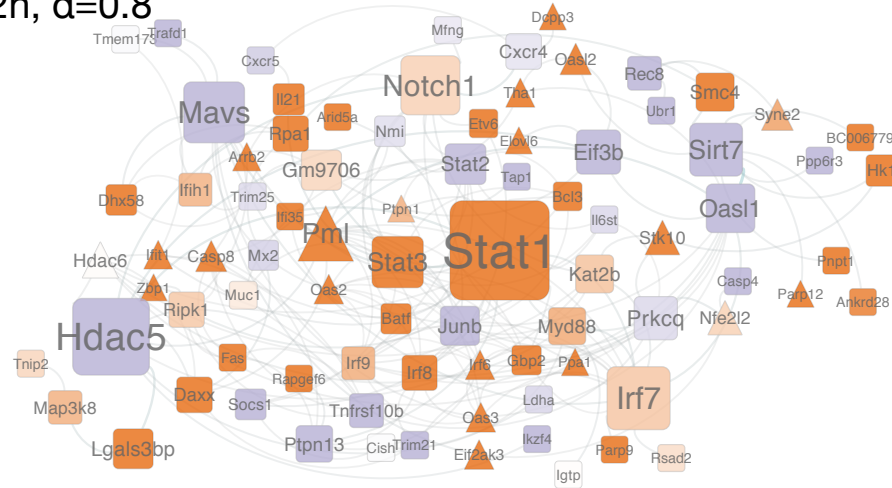 2h, α=0.8
Dcpp3
Tmem173
Trafd1
Mfng
Cxcr4
Oasl2
Cxcr5
Rec8
Notch1
Smc4
Il21
Tha1
Mavs
Ubr1
Syne2
Arid5a
Etv6
Rpa1
Nmi
Elovl6
BC006779
Arrb2
Stat2
Eif3b
Sirt7
Ppp6r3
Hk1
Gm9706
Tap1
Dhx58
Ifih1
Trim25
Bcl3
Ptpn1
Oasl1
Ifi35
Il6st
Pml
Stk10
Stat1
Hdac6
Ifit1
Casp8
Mx2
Stat3
Pnpt1
Kat2b
Casp4
Zbp1
Oas2
Muc1
Parp12
Ankrd28
Ripk1
Batf
Junb
Myd88
Prkcq
Nfe2l2
Hdac5
Fas
Irf9
Irf8
Irf6
Gbp2
Ppa1
Tnip2
Rapgef6
Daxx
Irf7
Map3k8
Socs1
Tnfrsf10b
Ldha
Oas3
Lgals3bp
Ptpn13
Cish
Trim21
Ikzf4
Eif2ak3
Parp9
Rsad2
Igtp